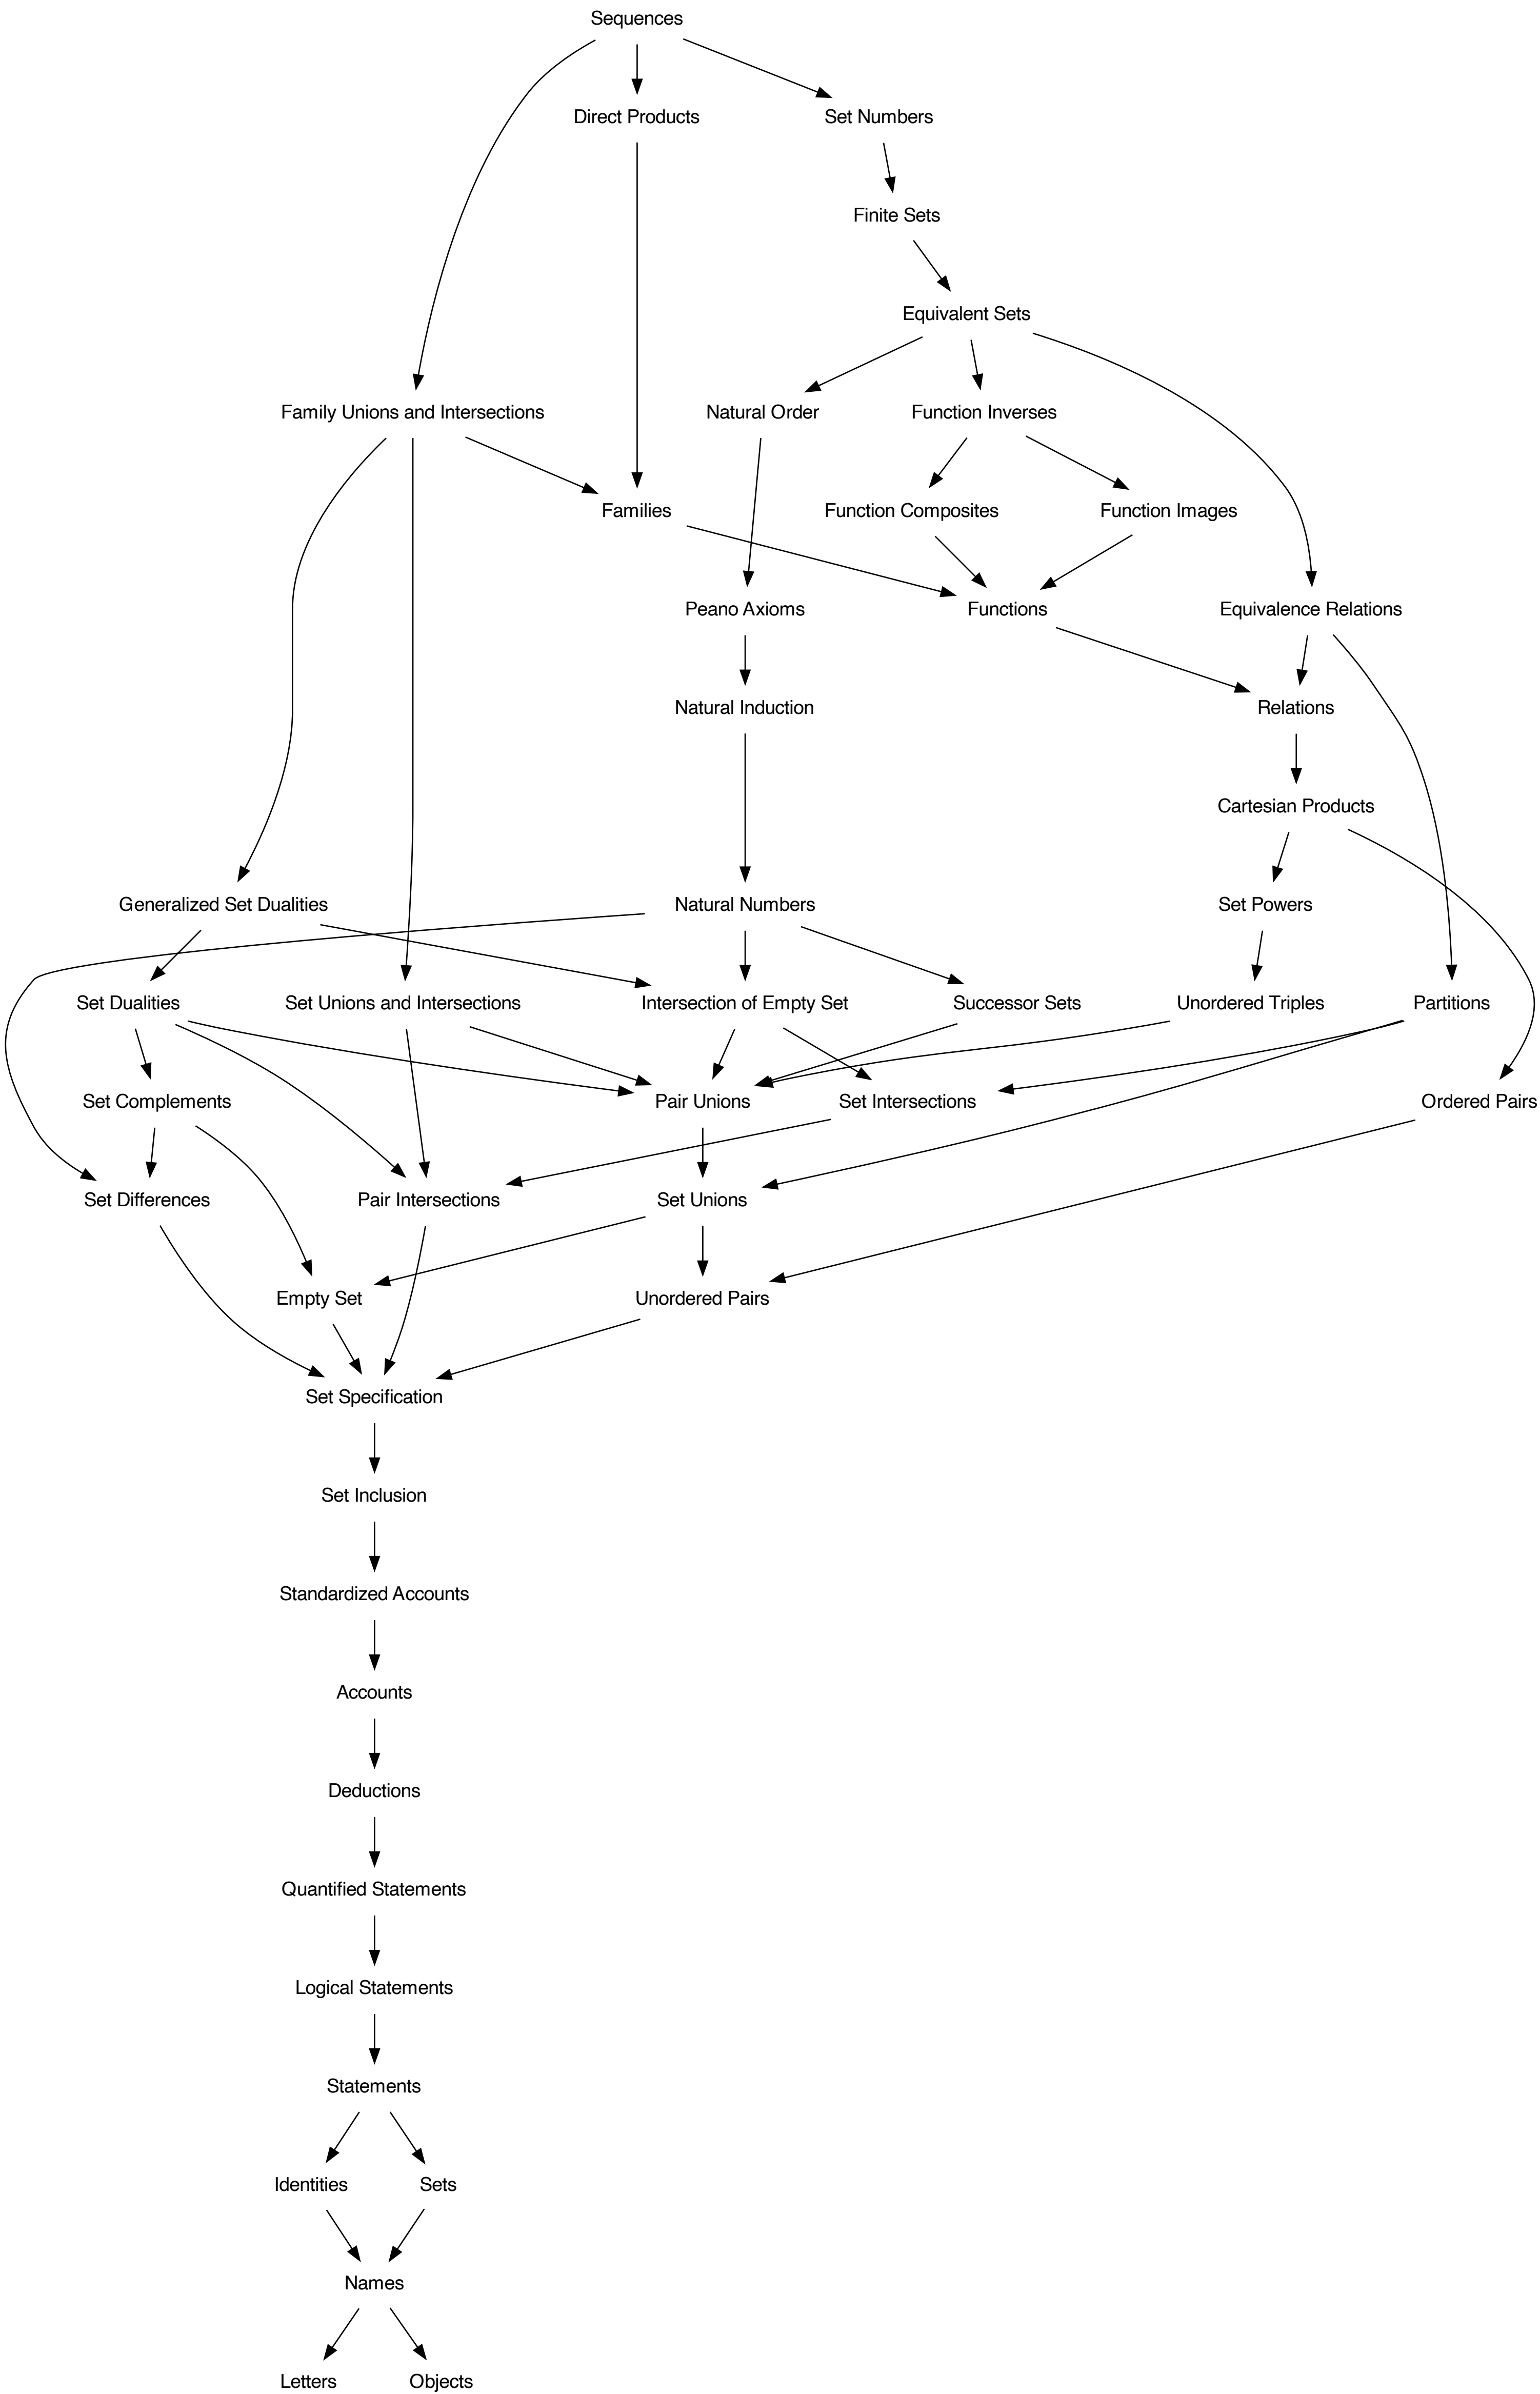 Sequences
Direct Products
Set Numbers
Finite Sets
Equivalent Sets
Family Unions and Intersections
Natural Order
Function Inverses
Families
Function Composites
Function Images
Peano Axioms
Functions
Equivalence Relations
Natural Induction
Relations
Cartesian Products
Generalized Set Dualities
Natural Numbers
Set Powers
Set Dualities
Set Unions and Intersections
Intersection of Empty Set
Successor Sets
Unordered Triples
Partitions
Set Complements
Pair Unions
Set Intersections
Ordered Pairs
Set Differences
Pair Intersections
Set Unions
Empty Set
Unordered Pairs
Set Specification
Set Inclusion
Standardized Accounts
Accounts
Deductions
Quantified Statements
Logical Statements
Statements
Identities
Sets
Names
Letters
Objects